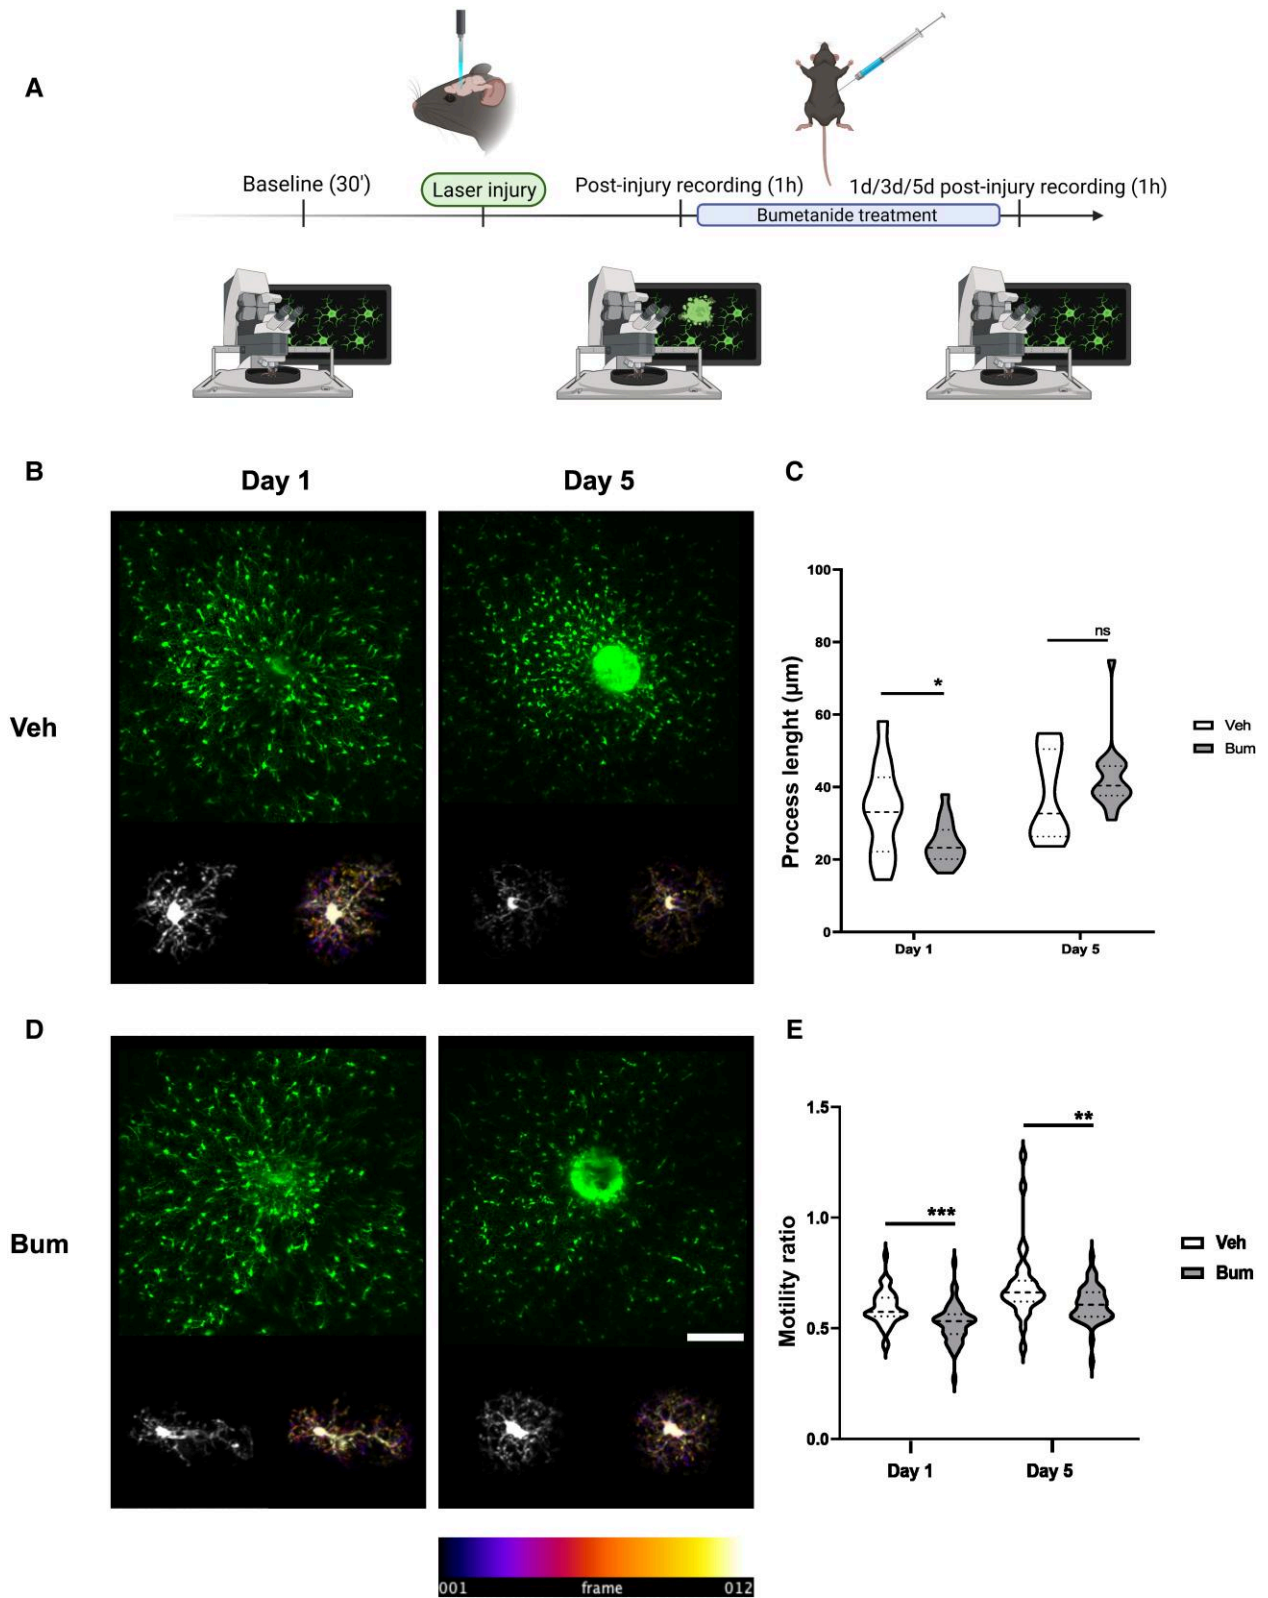 A
Baseline (30')
Laser injury
Post-injury recording (1h)
1d/3d/5d post-injury recording (1h)
Bumetanide treatment
B
Day 1
Day 5
Veh
C
100
80
60
40
20
0
Process lenght (μm)
*
ns
Day 1
Day 5
Veh
Bum
D
Bum
E
1.5
1.0
0.5
0.0
Motility ratio
***
**
Day 1
Day 5
Veh
Bum
001 frame 012